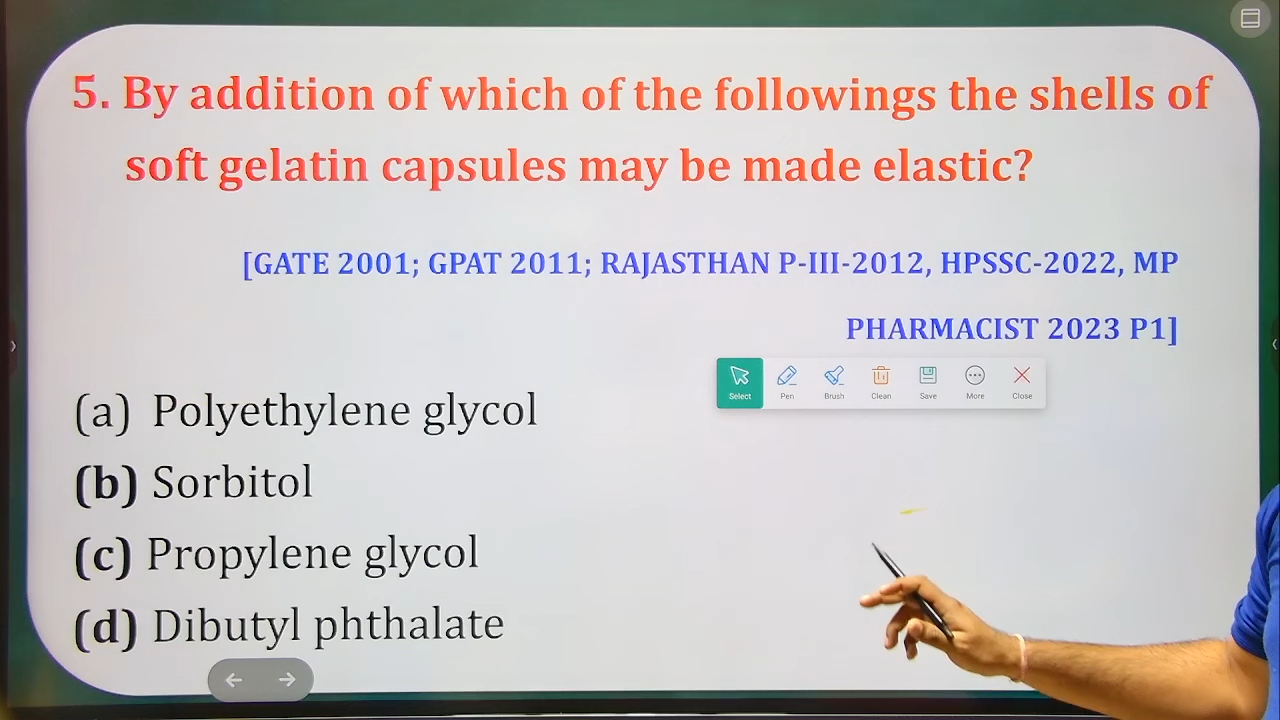 5. By addition of which of the followings the shells of
soft gelatin capsules may be made elastic?
[GATE 2001; GPAT 2011; RAJASTHAN P-III-2012, HPSSC-2022, MP
PHARMACIST 2023 P1]
Select Pen Brush Clean Save More Close
(a) Polyethylene glycol
(b) Sorbitol
(c) Propylene glycol
(d) Dibutyl phthalate